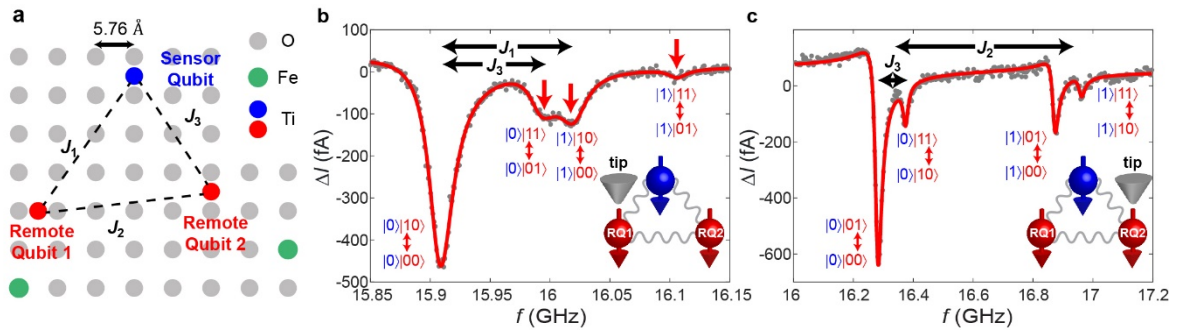 a
5.76 Å
Sensor
Qubit
O
Fe
Ti
J1
J3
J2
Remote
Qubit 1
Remote
Qubit 2
b
100
0
-100
-200
-300
-400
-500
ΔI (fA)
J1
J3
|0⟩|10⟩
|0⟩|00⟩
|0⟩|11⟩
|0⟩|01⟩
|1⟩|10⟩
|1⟩|00⟩
|1⟩|11⟩
|1⟩|01⟩
tip
RQ1
RQ2
15.85
15.9
15.95
16
16.05
16.1
16.15
f (GHz)
c
0
-200
-400
-600
ΔI (fA)
J2
J3
|0⟩|01⟩
|0⟩|00⟩
|0⟩|11⟩
|0⟩|10⟩
|1⟩|01⟩
|1⟩|00⟩
|1⟩|11⟩
|1⟩|10⟩
tip
RQ1
RQ2
16
16.2
16.4
16.6
16.8
17
17.2
f (GHz)